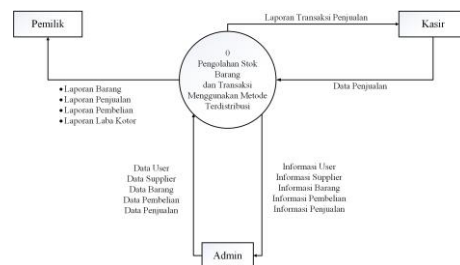 Laporan Transaksi Penjualan
Pemilik
Kasir
0
Pengolahan Stok
Barang
dan Transaksi
Menggunakan Metode
Terdistribusi
Data Penjualan
• Laporan Barang
• Laporan Penjualan
• Laporan Pembelian
• Laporan Laba Kotor
Data User
Data Supplier
Data Barang
Data Pembelian
Data Penjualan
Informasi User
Informasi Supplier
Informasi Barang
Informasi Pembelian
Informasi Penjualan
Admin